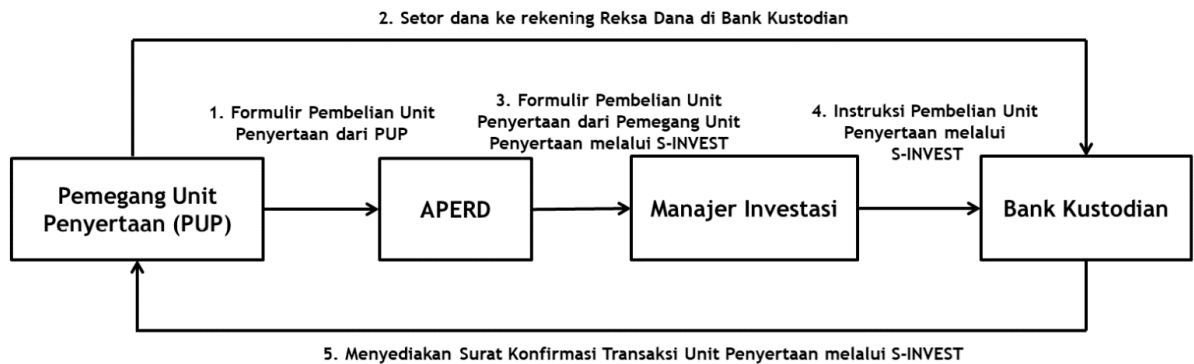 2. Setor dana ke rekening Reksa Dana di Bank Kustodian
1. Formulir Pembelian Unit
Penyertaan dari PUP
3. Formulir Pembelian Unit
Penyertaan dari Pemegang Unit
Penyertaan melalui S-INVEST
4. Instruksi Pembelian Unit
Penyertaan melalui
S-INVEST
Pemegang Unit
Penyertaan (PUP)
APERD
Manajer Investasi
Bank Kustodian
5. Menyediakan Surat Konfirmasi Transaksi Unit Penyertaan melalui S-INVEST